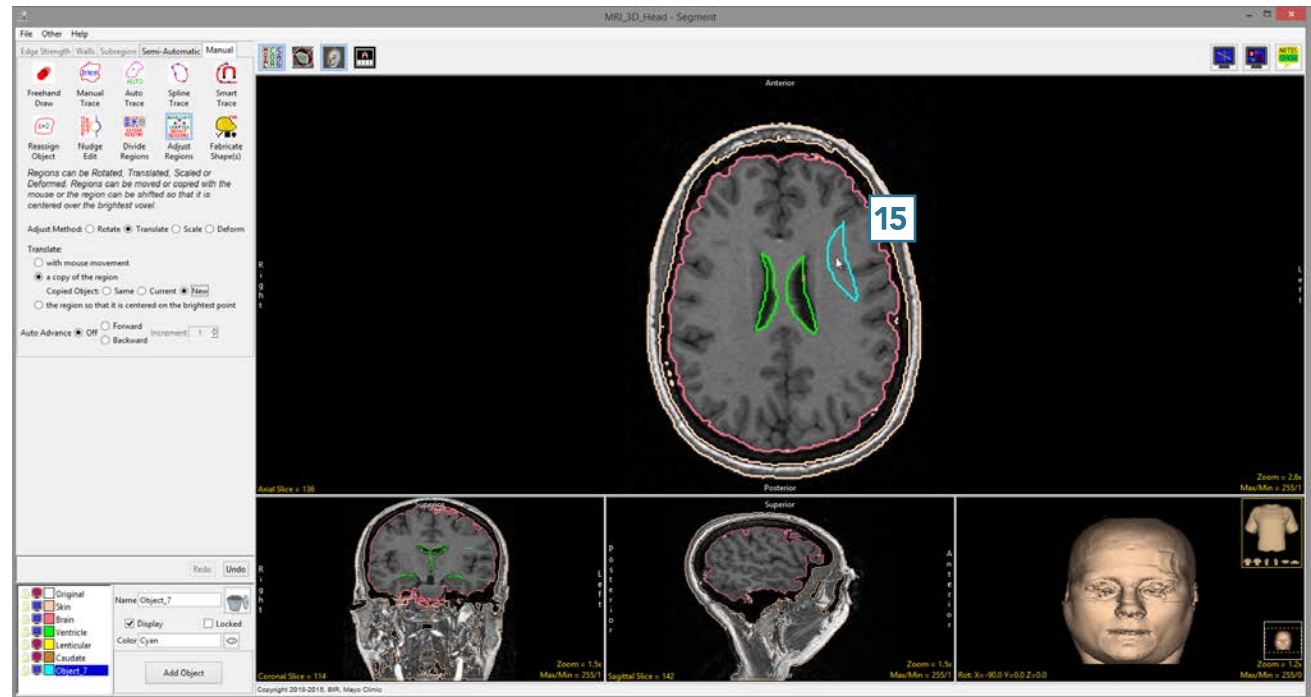 MRI_3D_Head - Segment
File Other Help
Edge Strength Walls Subregion Semi-Automatic Manual
Freehand Draw
Manual Trace
Auto Trace
Spline Trace
Smart Trace
Reassign Object
Nudge Edit
Divide Regions
Adjust Regions
Fabricate Shape(s)
Regions can be Rotated, Translated, Scaled or
Deformed. Regions can be moved or copied with the
mouse or the region can be shifted so that it is
centered over the brightest voxel.
Adjust Method: Rotate Translate Scale Deform
Translate:
with mouse movement
a copy of the region
Copied Object: Same Current New
the region so that it is centered on the brightest point
Auto Advance Off Forward Increment 1
Backward
Redo Undo
Original
Skin
Brain
Ventricle
Lenticular
Caudate
Object_7
Name Object_7
Display Locked
Color Cyan
Add Object
NOTES
SHOW
Anterior
Right
Left
15
Posterior
Axial Slice = 136
Zoom = 2.6x
Max/Min = 255/1
Superior
Right
Left
Coronal Slice = 114
Zoom = 1.5x
Max/Min = 255/1
Superior
Posterior
Anterior
Sagittal Slice = 142
Zoom = 1.5x
Max/Min = 255/1
Rot: X=-90.0 Y=0.0 Z=0.0
Zoom = 1.2x
Max/Min = 255/0
Copyright 2010-2015, BIR, Mayo Clinic